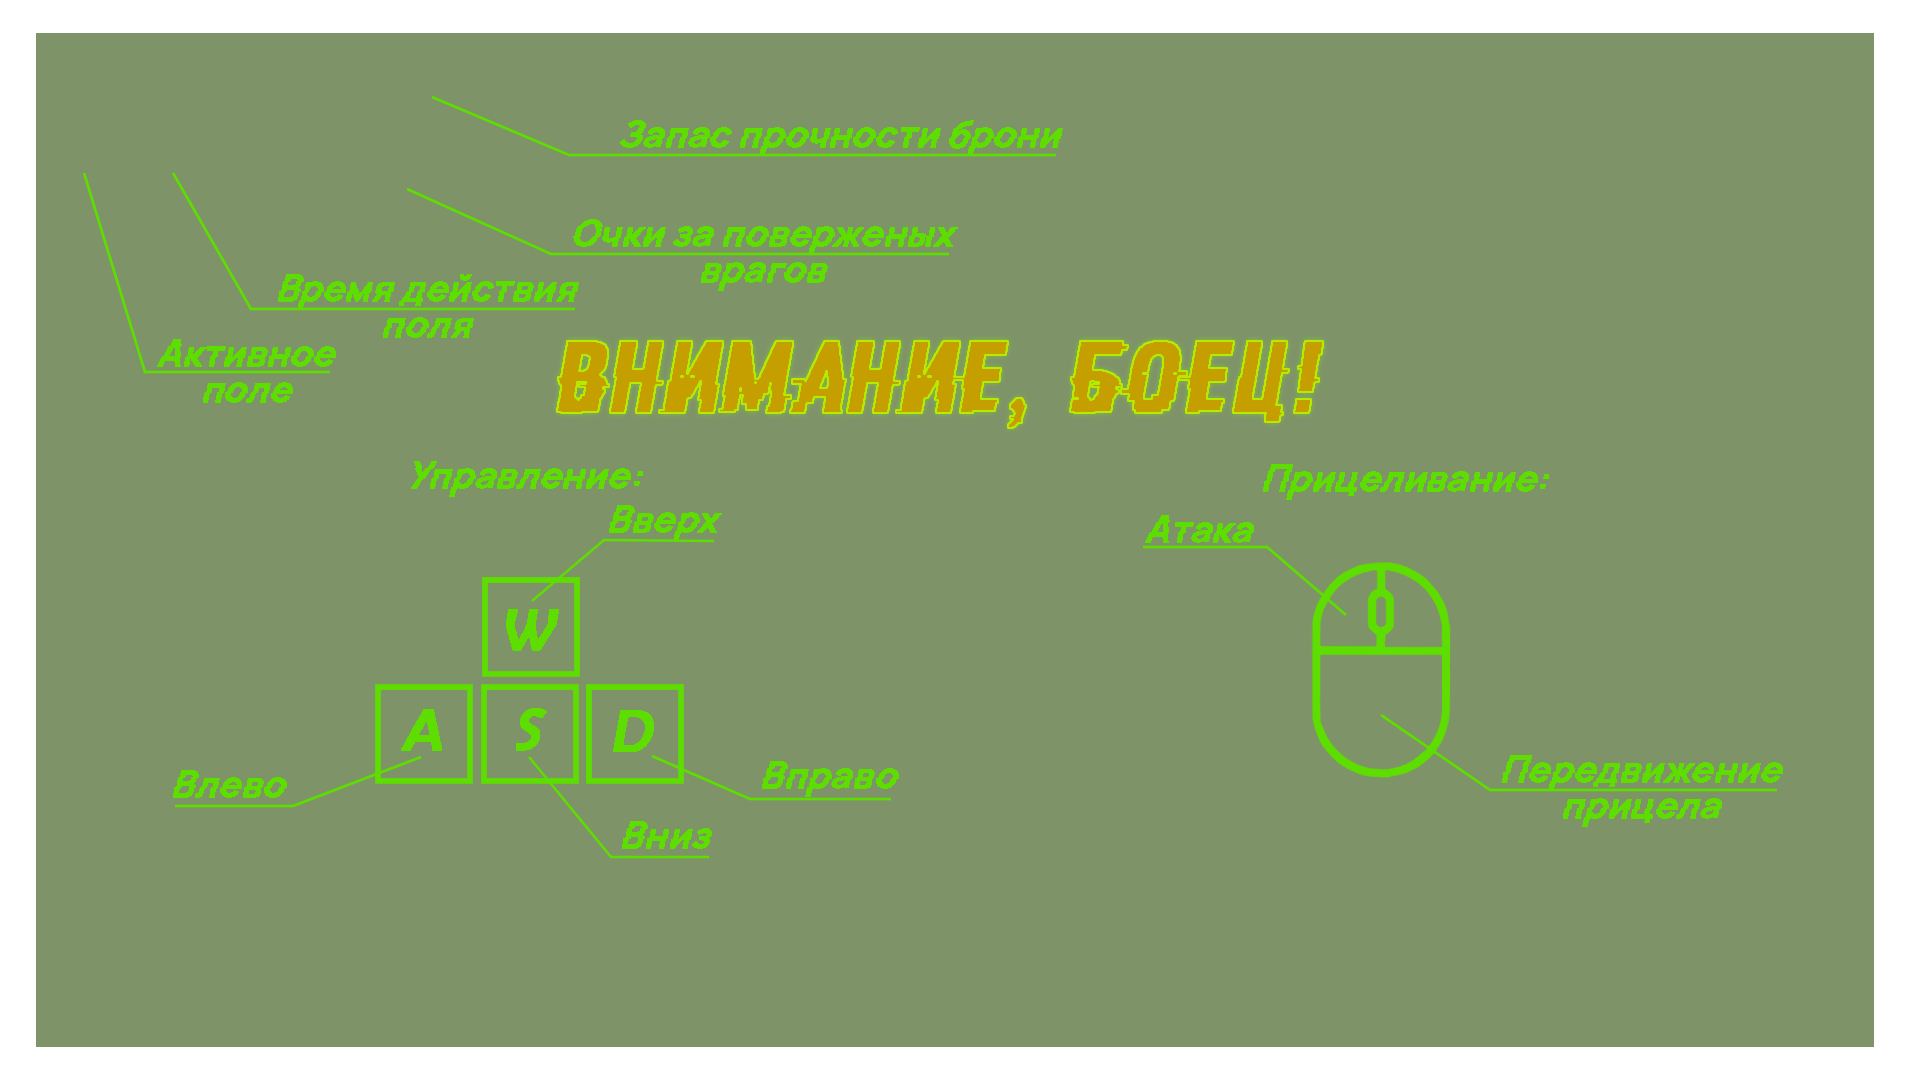 Запас прочности брони
Очки за поверженых
врагов
Время действия
поля
Активное
поле
ВНИМАНИЕ, БОЕЦ!
Управление:
Вверх
W
A
S
D
Влево
Вправо
Вниз
Прицеливание:
Атака
Передвижение
прицела